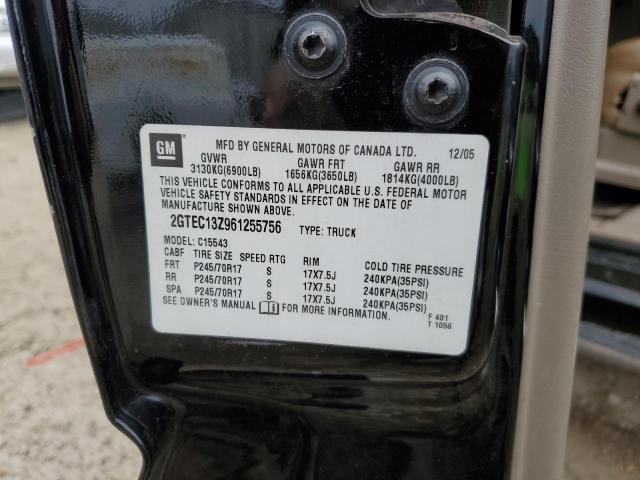 GM
MFD BY GENERAL MOTORS OF CANADA LTD. 12/05
GVWR GAWR FRT GAWR RR
3130KG(6900LB) 1656KG(3650LB) 1814KG(4000LB)
THIS VEHICLE CONFORMS TO ALL APPLICABLE U.S. FEDERAL MOTOR
VEHICLE SAFETY STANDARDS IN EFFECT ON THE DATE OF
MANUFACTURE SHOWN ABOVE.
2GTEC13Z961255756 TYPE: TRUCK
MODEL: C15543
CABF TIRE SIZE SPEED RTG RIM COLD TIRE PRESSURE
FRT P245/70R17 S 17X7.5J 240KPA(35PSI)
RR P245/70R17 S 17X7.5J 240KPA(35PSI)
SPA P245/70R17 S 17X7.5J 240KPA(35PSI)
SEE OWNER'S MANUAL FOR MORE INFORMATION. F 401
T 1056